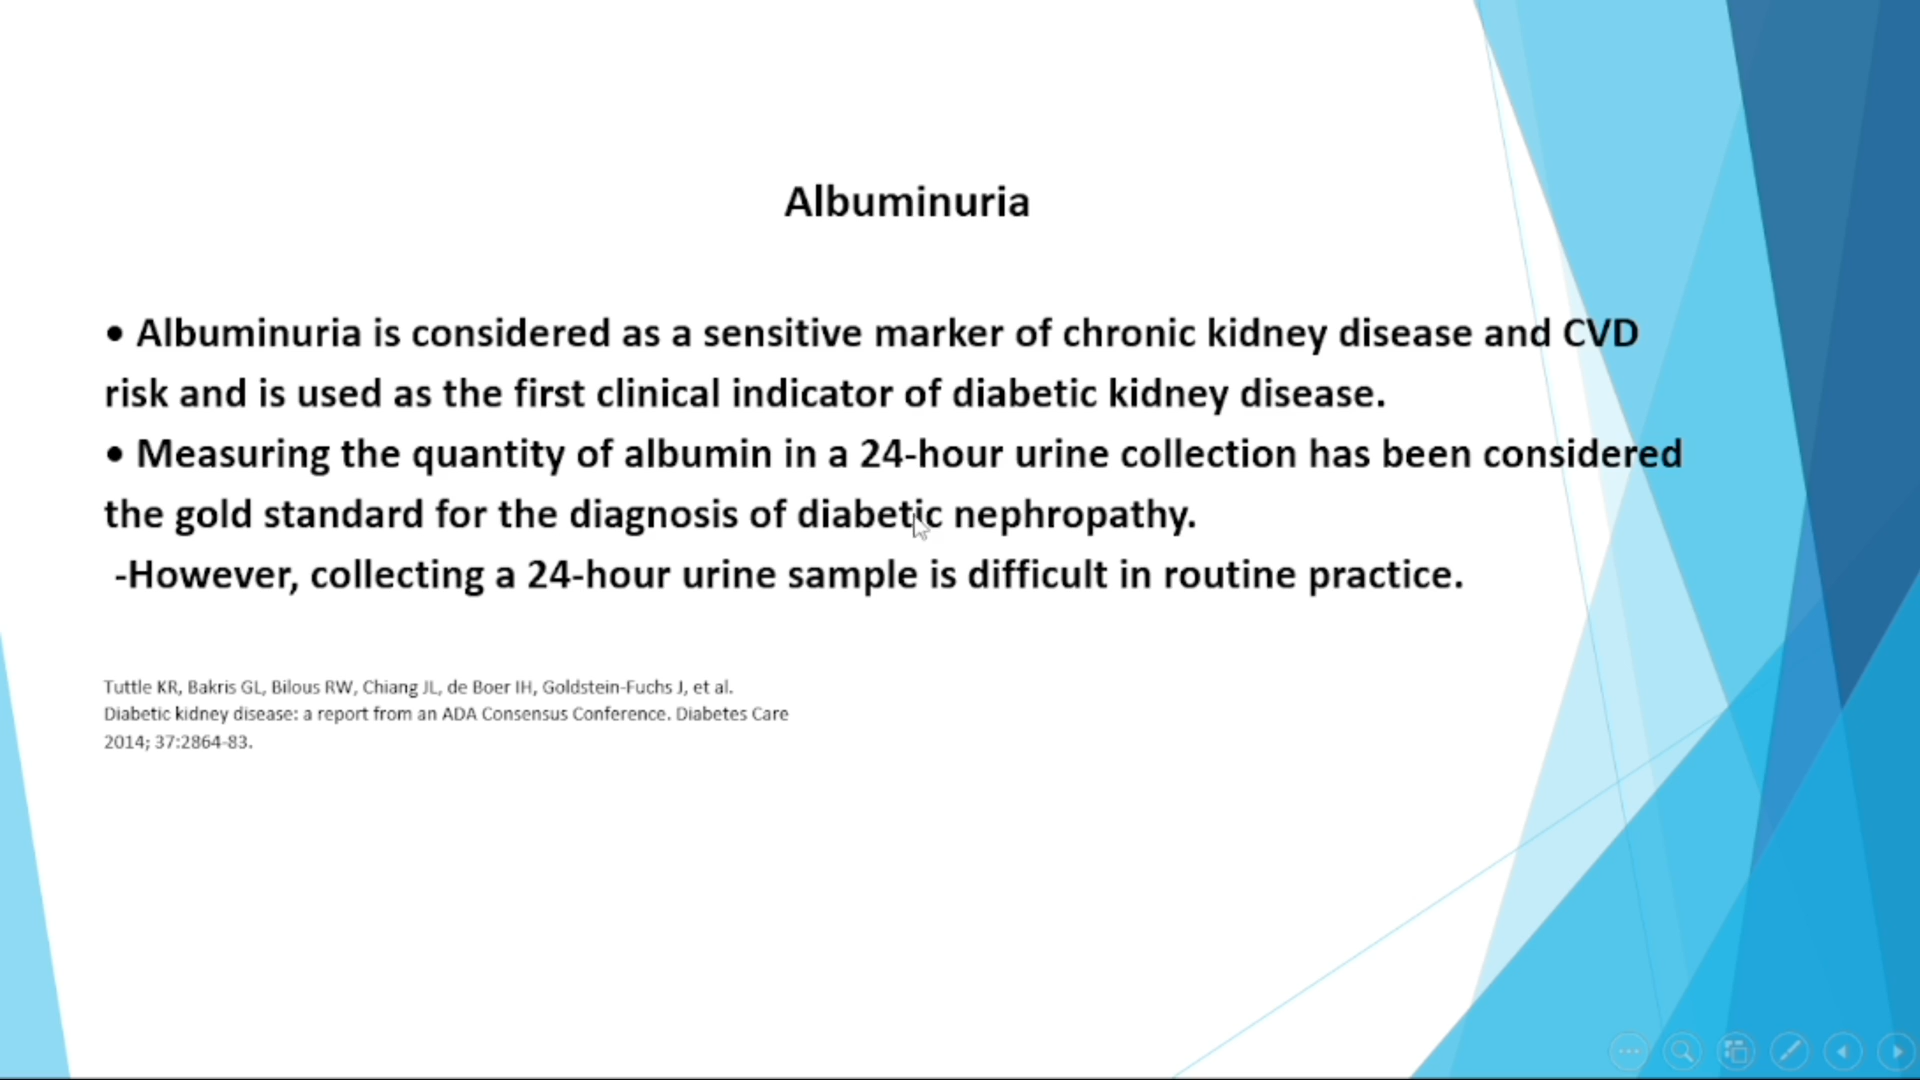 Albuminuria
• Albuminuria is considered as a sensitive marker of chronic kidney disease and CVD
risk and is used as the first clinical indicator of diabetic kidney disease.
• Measuring the quantity of albumin in a 24-hour urine collection has been considered
the gold standard for the diagnosis of diabetic nephropathy.
-However, collecting a 24-hour urine sample is difficult in routine practice.
Tuttle KR, Bakris GL, Bilous RW, Chiang JL, de Boer IH, Goldstein-Fuchs J, et al.
Diabetic kidney disease: a report from an ADA Consensus Conference. Diabetes Care
2014; 37:2864-83.